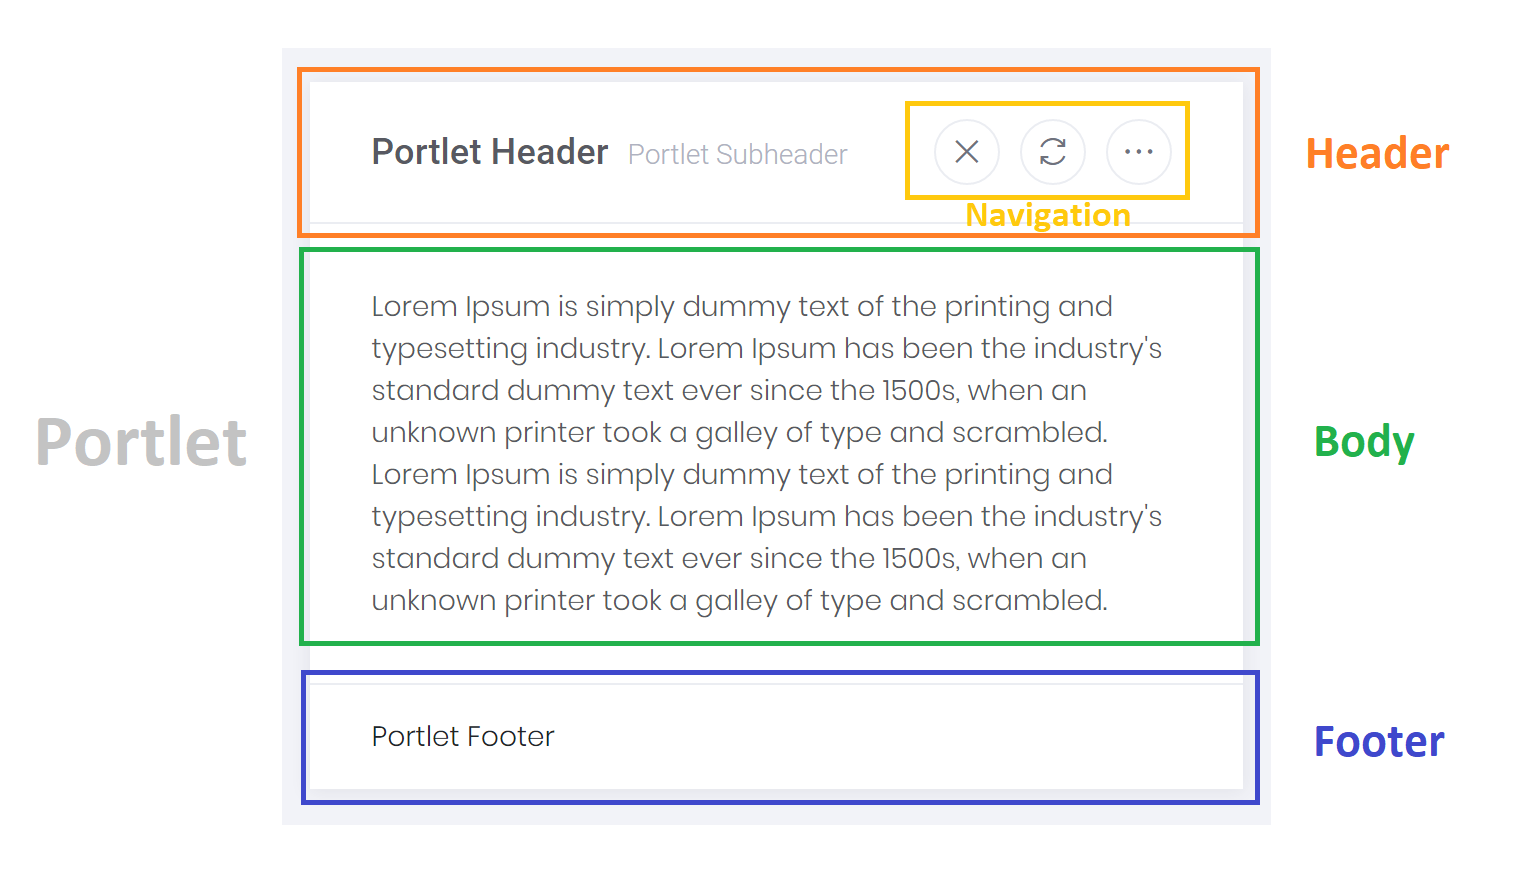 Portlet
Portlet Header Portlet Subheader
Navigation
Header
Lorem Ipsum is simply dummy text of the printing and
typesetting industry. Lorem Ipsum has been the industry's
standard dummy text ever since the 1500s, when an
unknown printer took a galley of type and scrambled.
Lorem Ipsum is simply dummy text of the printing and
typesetting industry. Lorem Ipsum has been the industry's
standard dummy text ever since the 1500s, when an
unknown printer took a galley of type and scrambled.
Body
Portlet Footer
Footer